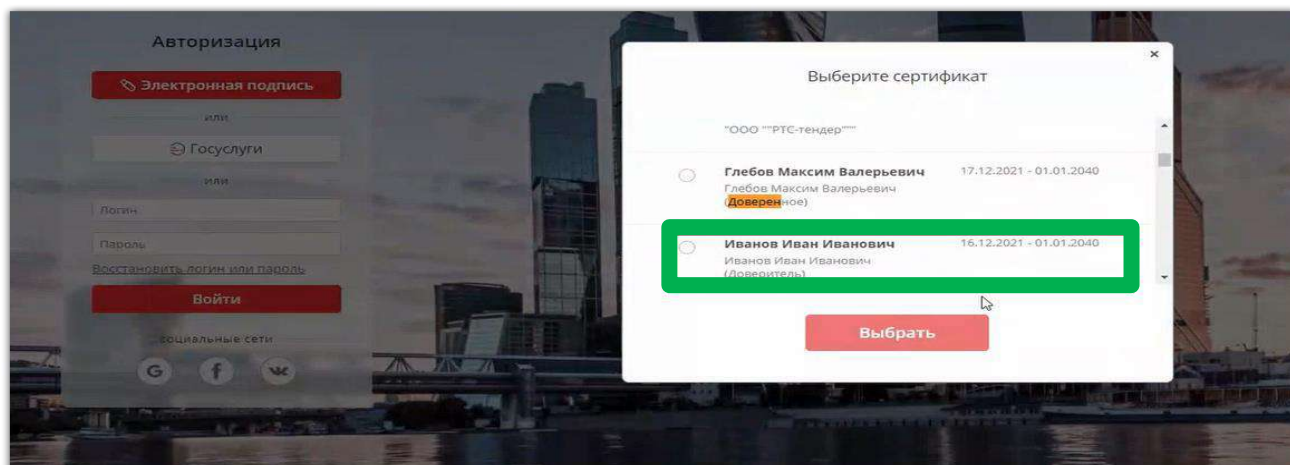 Авторизация
Электронная подпись
или
Госуслуги
или
Логин
Пароль
Восстановить логин или пароль
Войти
социальные сети
G f
Выберите сертификат
×
"ООО ""РТС-тендер""""
Глебов Максим Валерьевич 17.12.2021 - 01.01.2040
Глебов Максим Валерьевич
(Доверенное)
Иванов Иван Иванович 16.12.2021 - 01.01.2040
Иванов Иван Иванович
(Доверитель)
Выбрать